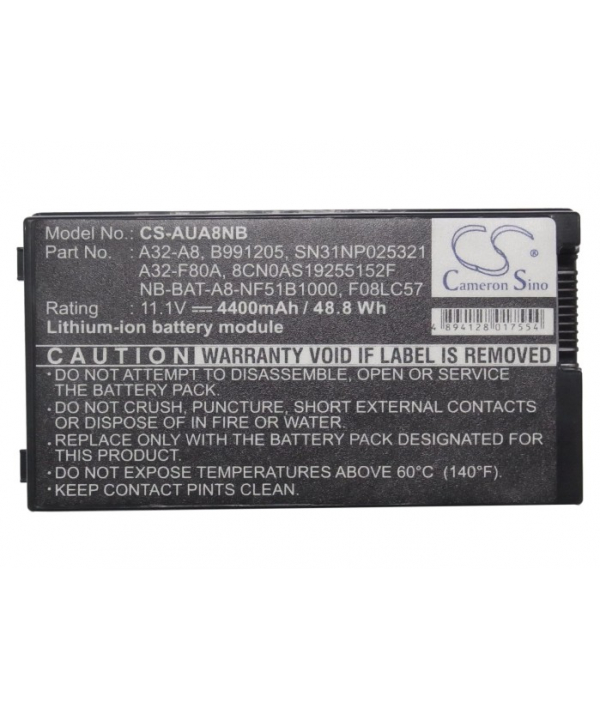 Model No.: CS-AUA8NB
Part No. : A32-A8, B991205, SN31NP025321
A32-F80A, 8CN0AS19255152F
NB-BAT-A8-NF51B1000, F08LC57
Rating : 11.1V ⎓ 4400mAh / 48.8 Wh
Lithium-ion battery module
CS
Cameron Sino
4 894128 017554
CAUTION WARRANTY VOID IF LABEL IS REMOVED
• DO NOT ATTEMPT TO DISASSEMBLE, OPEN OR SERVICE
THE BATTERY PACK.
• DO NOT CRUSH, PUNCTURE, SHORT EXTERNAL CONTACTS
OR DISPOSE OF IN FIRE OR WATER.
• REPLACE ONLY WITH THE BATTERY PACK DESIGNATED FOR
THIS PRODUCT.
• DO NOT EXPOSE TEMPERATURES ABOVE 60°C (140°F).
• KEEP CONTACT PINTS CLEAN.